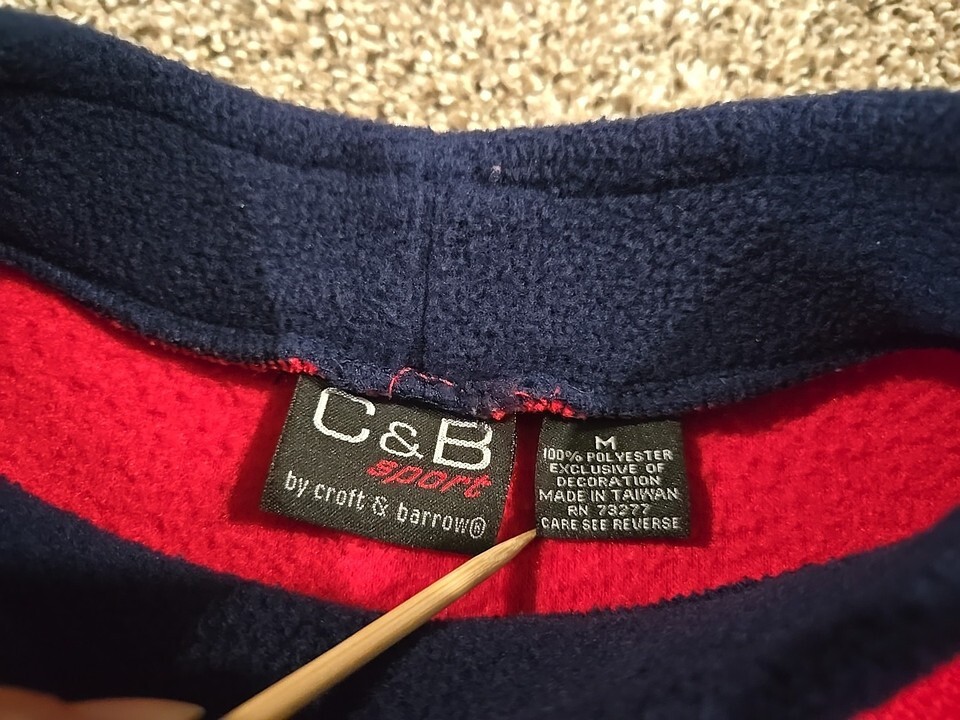 C & B
sport
by croft & barrow®
M
100% POLYESTER
EXCLUSIVE OF
DECORATION
MADE IN TAIWAN
RN 73277
CARE SEE REVERSE